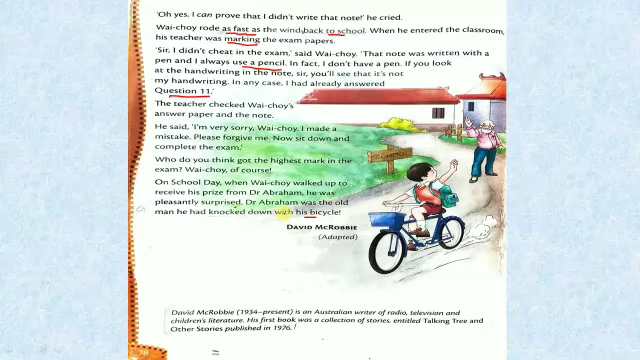 'Oh yes, I can prove that I didn't write that note!' he cried.
Wai-choy rode as fast as the wind back to school. When he entered the classroom,
his teacher was marking the exam papers.
'Sir, I didn't cheat in the exam,' said Wai-choy. 'That note was written with a
pen and I always use a pencil. In fact, I don't have a pen. If you look
at the handwriting in the note, sir, you'll see that it's not
my handwriting. In any case, I had already answered
Question 11.'
The teacher checked Wai-choy's
answer paper and the note.
He said, 'I'm very sorry, Wai-choy. I made a
mistake. Please forgive me. Now sit down and
complete the exam.'
Who do you think got the highest mark in the
exam? Wai-choy, of course!
On School Day, when Wai-choy walked up to
receive his prize from Dr Abraham, he was
pleasantly surprised. Dr Abraham was the old
man he had knocked down with his bicycle!
DAVID MCROBBIE
(Adapted)
SCHOOL
David McRobbie (1934–present) is an Australian writer of radio, television and
children's literature. His first book was a collection of stories, entitled Talking Tree and
Other Stories published in 1976.